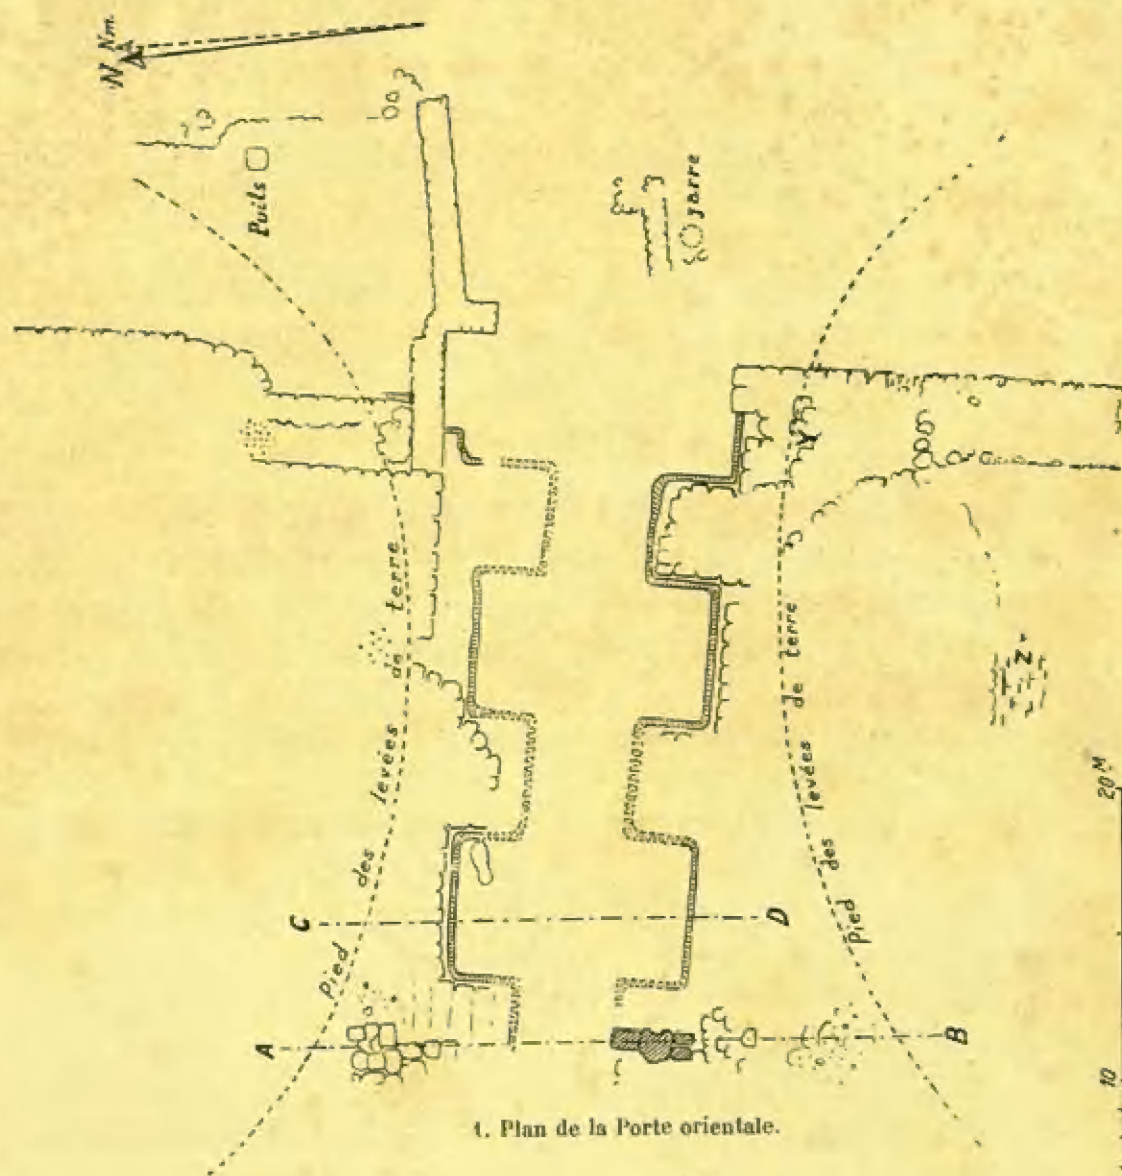 N
Nm.
Puits
jarre
Pied des levées de terre
C
D
A
B
Y
Z
Pied des levées de terre
20 M
10
1. Plan de la Porte orientale.